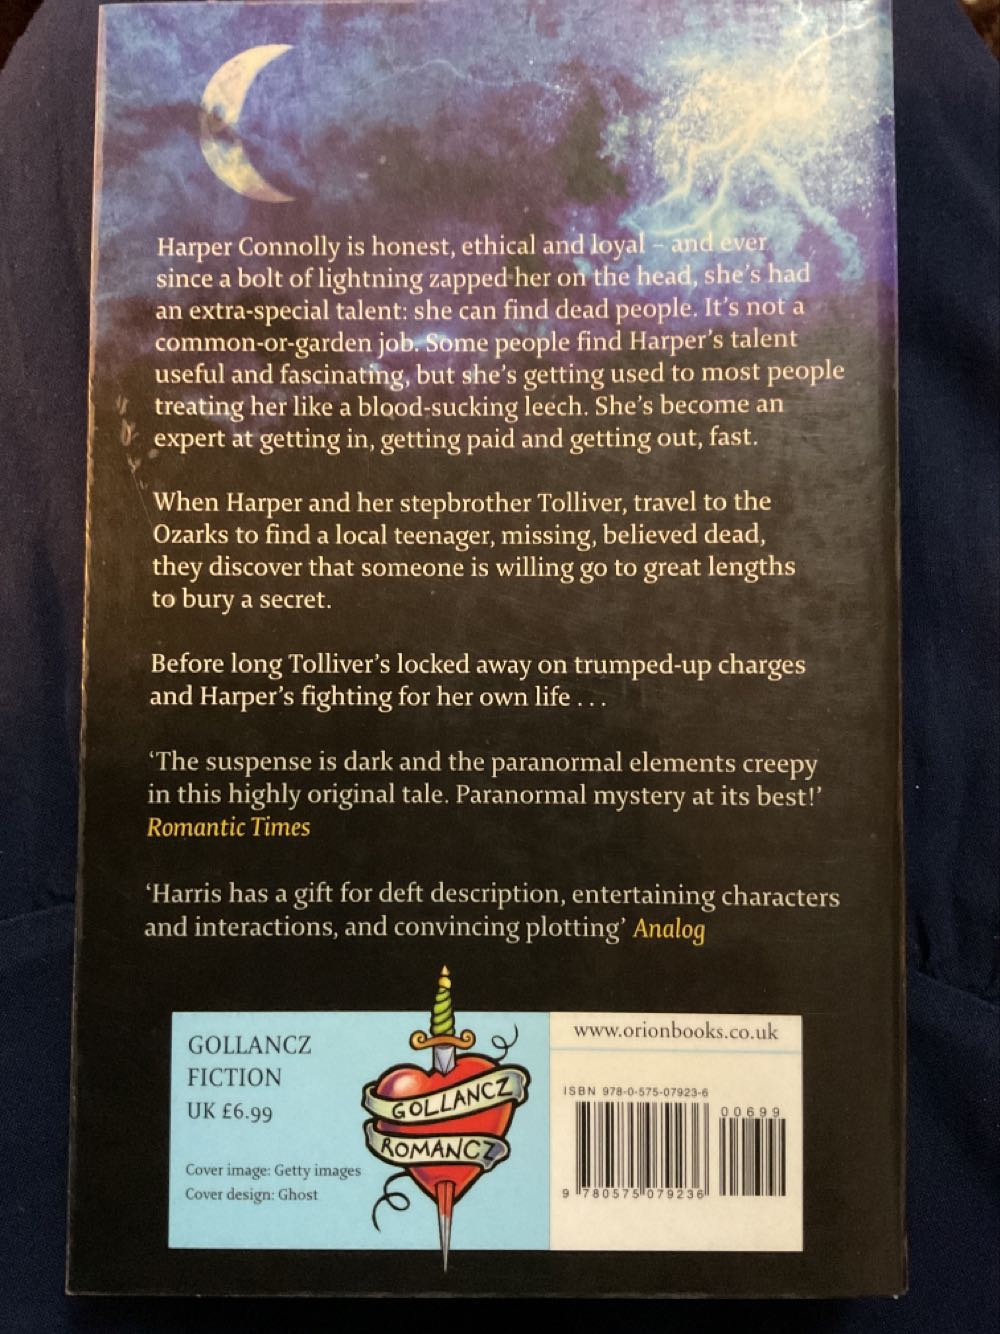 Harper Connolly is honest, ethical and loyal – and ever
since a bolt of lightning zapped her on the head, she's had
an extra-special talent: she can find dead people. It's not a
common-or-garden job. Some people find Harper's talent
useful and fascinating, but she's getting used to most people
treating her like a blood-sucking leech. She's become an
expert at getting in, getting paid and getting out, fast.
When Harper and her stepbrother Tolliver, travel to the
Ozarks to find a local teenager, missing, believed dead,
they discover that someone is willing go to great lengths
to bury a secret.
Before long Tolliver's locked away on trumped-up charges
and Harper's fighting for her own life . . .
‘The suspense is dark and the paranormal elements creepy
in this highly original tale. Paranormal mystery at its best!’
Romantic Times
‘Harris has a gift for deft description, entertaining characters
and interactions, and convincing plotting’ Analog
GOLLANCZ
FICTION
UK £6.99
Cover image: Getty images
Cover design: Ghost
GOLLANCZ
ROMANCZ
www.orionbooks.co.uk
ISBN 978-0-575-07923-6
00699
9 780575 079236